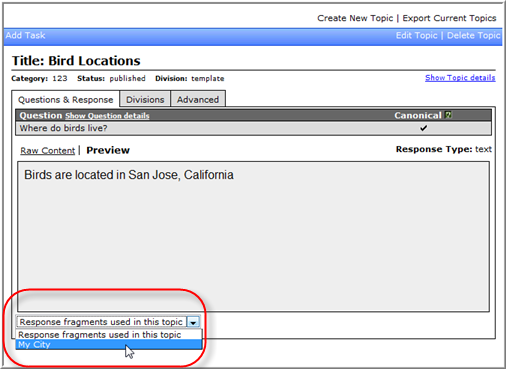 Create New Topic | Export Current Topics
Add Task Edit Topic | Delete Topic
Title: Bird Locations
Category: 123 Status: published Division: template Show Topic details
Questions & Response Divisions Advanced
Question Show Question details Canonical ?
Where do birds live? ✔
Raw Content | Preview Response Type: text
Birds are located in San Jose, California
Response fragments used in this topic
Response fragments used in this topic
My City